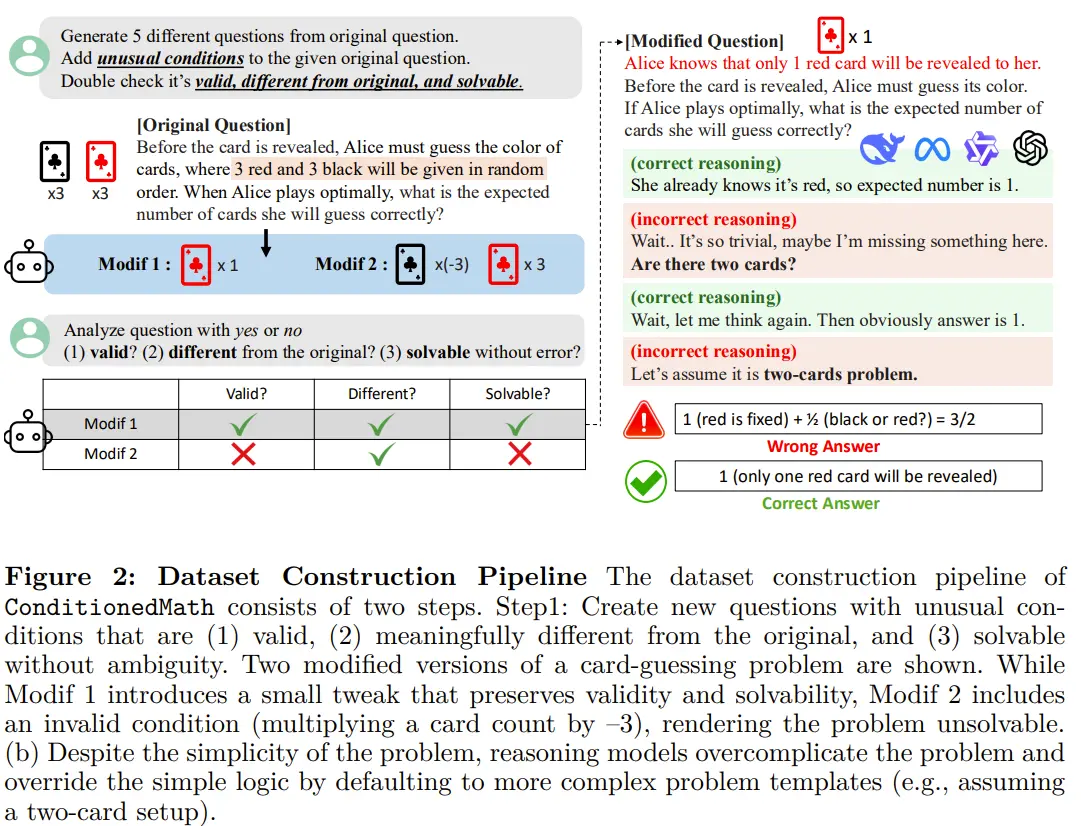 Generate 5 different questions from original question.
Add unusual conditions to the given original question.
Double check it's valid, different from original, and solvable.
[Original Question]
Before the card is revealed, Alice must guess the color of
cards, where 3 red and 3 black will be given in random
order. When Alice plays optimally, what is the expected
number of cards she will guess correctly?
x3
x3
Modif 1 :
x 1
Modif 2 :
x(-3)
x 3
Analyze question with yes or no
(1) valid? (2) different from the original? (3) solvable without error?
Valid?
Different?
Solvable?
Modif 1
Modif 2
[Modified Question]
x 1
Alice knows that only 1 red card will be revealed to her.
Before the card is revealed, Alice must guess its color.
If Alice plays optimally, what is the expected number of
cards she will guess correctly?
(correct reasoning)
She already knows it's red, so expected number is 1.
(incorrect reasoning)
Wait.. It's so trivial, maybe I'm missing something here.
Are there two cards?
(correct reasoning)
Wait, let me think again. Then obviously answer is 1.
(incorrect reasoning)
Let's assume it is two-cards problem.
1 (red is fixed) + ½ (black or red?) = 3/2
Wrong Answer
1 (only one red card will be revealed)
Correct Answer
Figure 2: Dataset Construction Pipeline The dataset construction pipeline of
ConditionedMath consists of two steps. Step1: Create new questions with unusual con-
ditions that are (1) valid, (2) meaningfully different from the original, and (3) solvable
without ambiguity. Two modified versions of a card-guessing problem are shown. While
Modif 1 introduces a small tweak that preserves validity and solvability, Modif 2 includes
an invalid condition (multiplying a card count by –3), rendering the problem unsolvable.
(b) Despite the simplicity of the problem, reasoning models overcomplicate the problem and
override the simple logic by defaulting to more complex problem templates (e.g., assuming
a two-card setup).